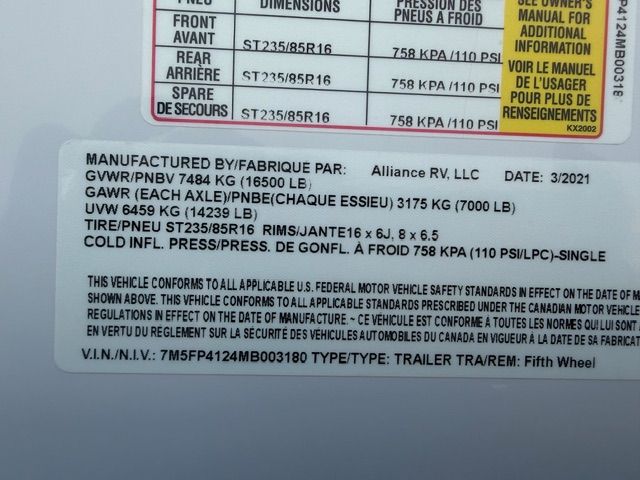 PNEU DIMENSIONS PRESSION DES
PNEUS A FROID
FRONT
AVANT ST235/85R16 758 KPA /110 PSI
REAR
ARRIÈRE ST235/85R16 758 KPA /110 PSI
SPARE
DE SECOURS ST235/85R16 758 KPA /110 PSI
SEE OWNER'S
MANUAL FOR
ADDITIONAL
INFORMATION
VOIR LE MANUEL
DE L'USAGER
POUR PLUS DE
RENSEIGNEMENTS
KX2002
P4124MB00318
MANUFACTURED BY/FABRIQUE PAR: Alliance RV, LLC DATE: 3/2021
GVWR/PNBV 7484 KG (16500 LB)
GAWR (EACH AXLE)/PNBE(CHAQUE ESSIEU) 3175 KG (7000 LB)
UVW 6459 KG (14239 LB)
TIRE/PNEU ST235/85R16 RIMS/JANTE16 x 6J, 8 x 6.5
COLD INFL. PRESS/PRESS. DE GONFL. À FROID 758 KPA (110 PSI/LPC)-SINGLE
THIS VEHICLE CONFORMS TO ALL APPLICABLE U.S. FEDERAL MOTOR VEHICLE SAFETY STANDARDS IN EFFECT ON THE DATE OF M
SHOWN ABOVE. THIS VEHICLE CONFORMS TO ALL APPLICABLE STANDARDS PRESCRIBED UNDER THE CANADIAN MOTOR VEHICLE
REGULATIONS IN EFFECT ON THE DATE OF MANUFACTURE. ~ CE VÉHICULE EST CONFORME À TOUTES LES NORMES QUI LUI SONT
EN VERTU DU REGLEMENT SUR LA SÉCURITÉ DES VÉHICULES AUTOMOBILES DU CANADA EN VIGUEUR À LA DATE DE SA FABRICAT
V.I.N./N.I.V.: 7M5FP4124MB003180 TYPE/TYPE: TRAILER TRA/REM: Fifth Wheel